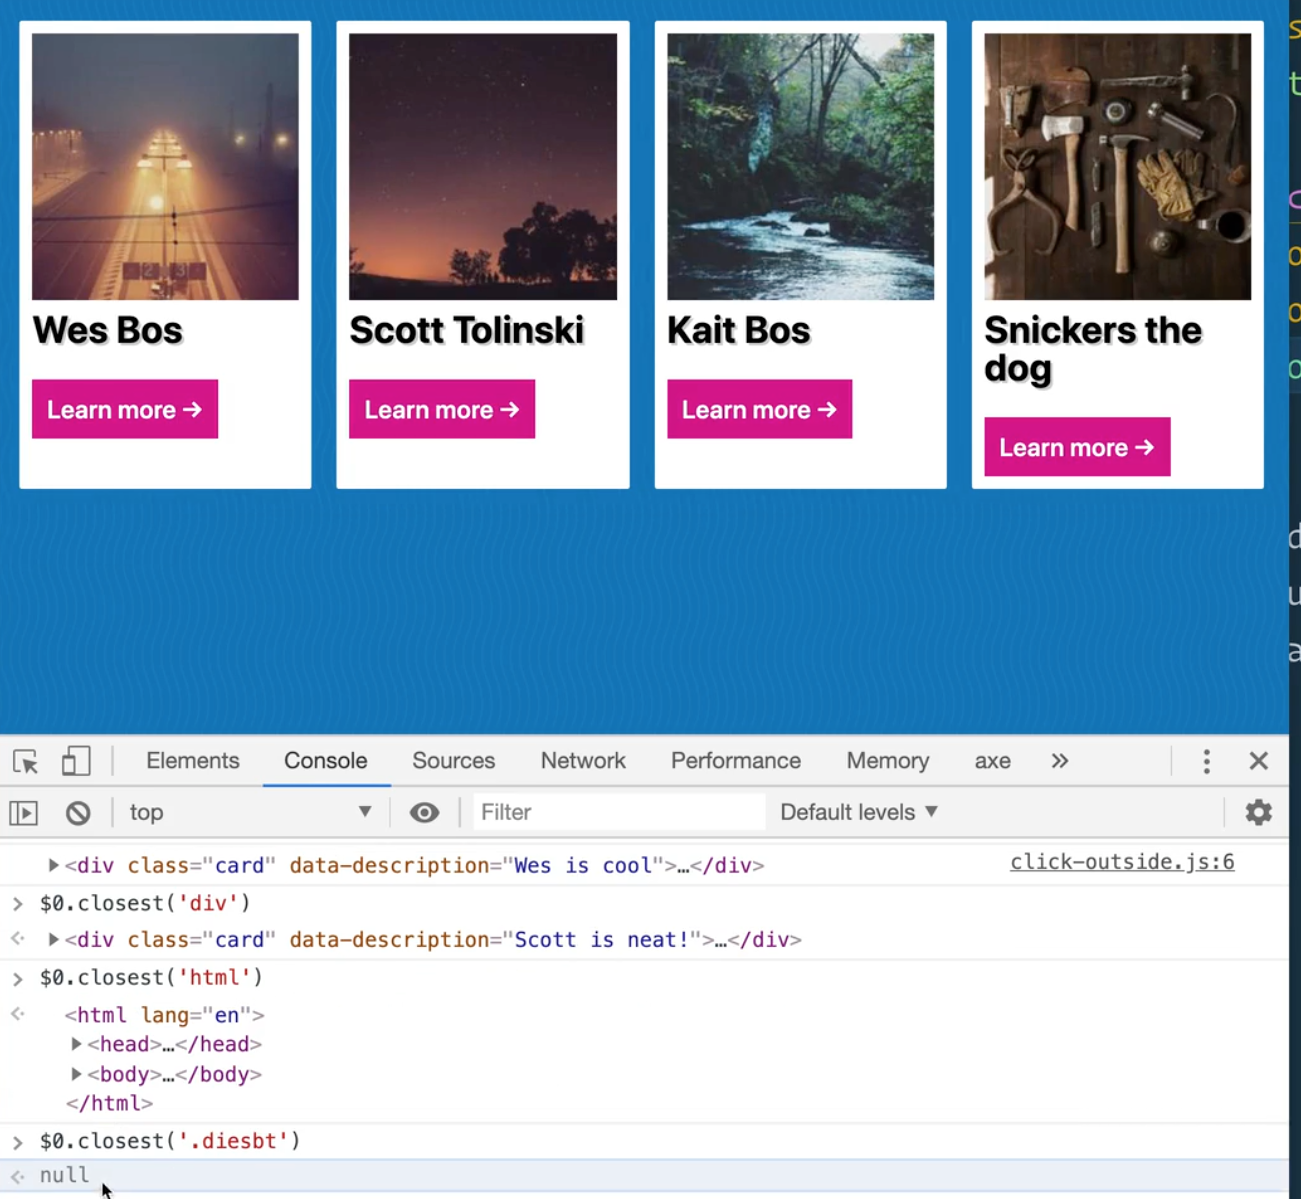 Wes Bos
Scott Tolinski
Kait Bos
Snickers the
dog
Learn more →
Learn more →
Learn more →
Learn more →
Elements Console Sources Network Performance Memory axe »
top Filter Default levels ▼
▶<div class="card" data-description="Wes is cool">…</div> click-outside.js:6
> $0.closest('div')
▶<div class="card" data-description="Scott is neat!">…</div>
> $0.closest('html')
<html lang="en">
▶<head>…</head>
▶<body>…</body>
</html>
> $0.closest('.diesbt')
null